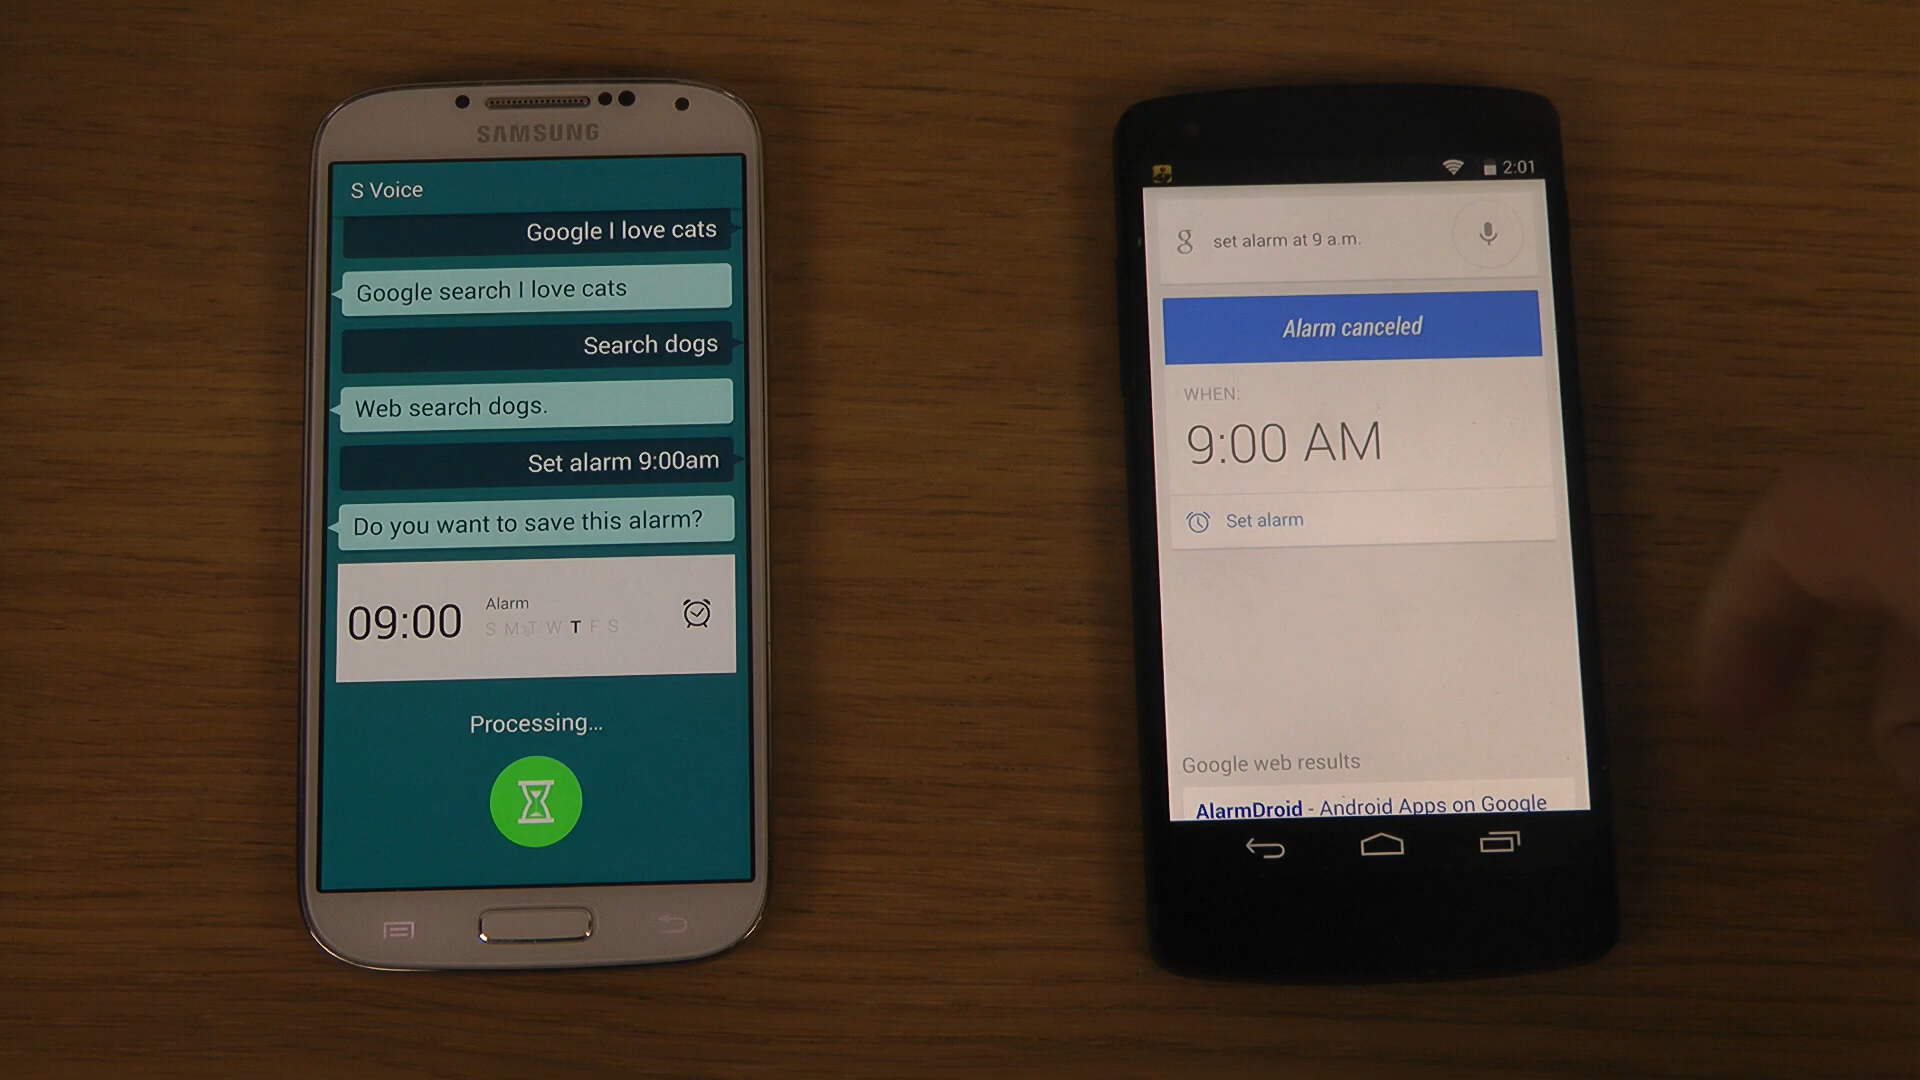 SAMSUNG
S Voice
Google I love cats
Google search I love cats
Search dogs
Web search dogs.
Set alarm 9:00am
Do you want to save this alarm?
09:00
Alarm
S M T W T F S
Processing...
2:01
g set alarm at 9 a.m.
Alarm canceled
WHEN:
9:00 AM
Set alarm
Google web results
AlarmDroid - Android Apps on Google